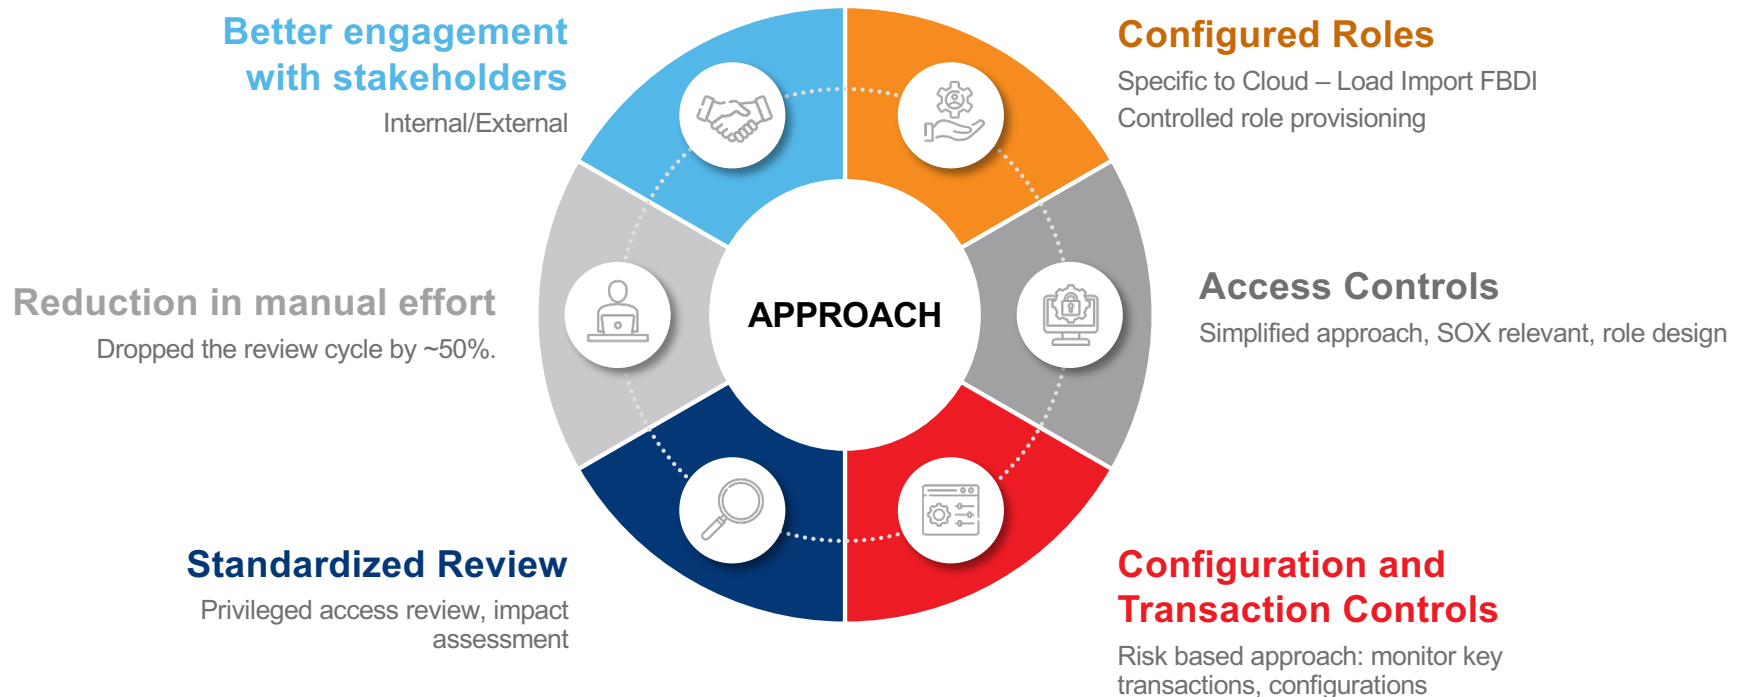 Better engagement
with stakeholders
Internal/External
Configured Roles
Specific to Cloud – Load Import FBDI
Controlled role provisioning
Reduction in manual effort
Dropped the review cycle by ~50%.
APPROACH
Access Controls
Simplified approach, SOX relevant, role design
Standardized Review
Privileged access review, impact
assessment
Configuration and
Transaction Controls
Risk based approach: monitor key
transactions, configurations